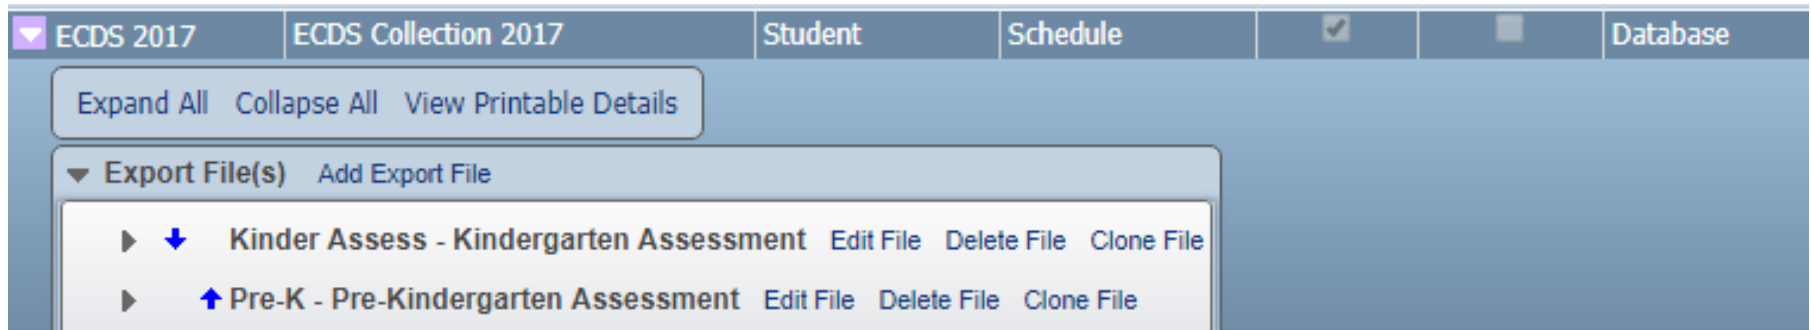 ECDS 2017 ECDS Collection 2017 Student Schedule Database
Expand All Collapse All View Printable Details
Export File(s) Add Export File
Kinder Assess - Kindergarten Assessment Edit File Delete File Clone File
Pre-K - Pre-Kindergarten Assessment Edit File Delete File Clone File